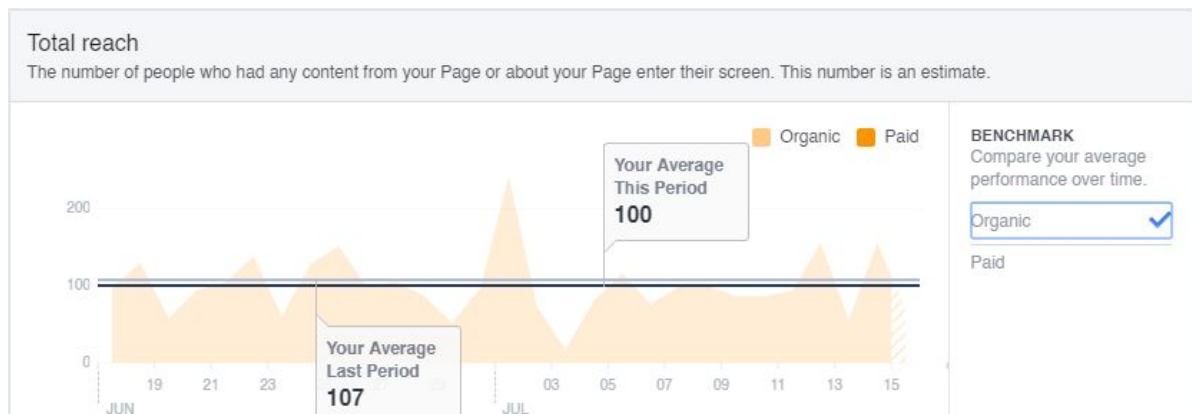 Total reach
The number of people who had any content from your Page or about your Page enter their screen. This number is an estimate.
Organic Paid
BENCHMARK
Compare your average
performance over time.
Organic
Paid
Your Average
This Period
100
200
100
0
Your Average
Last Period
107
19 21 23 03 05 07 09 11 13 15
JUN JUL